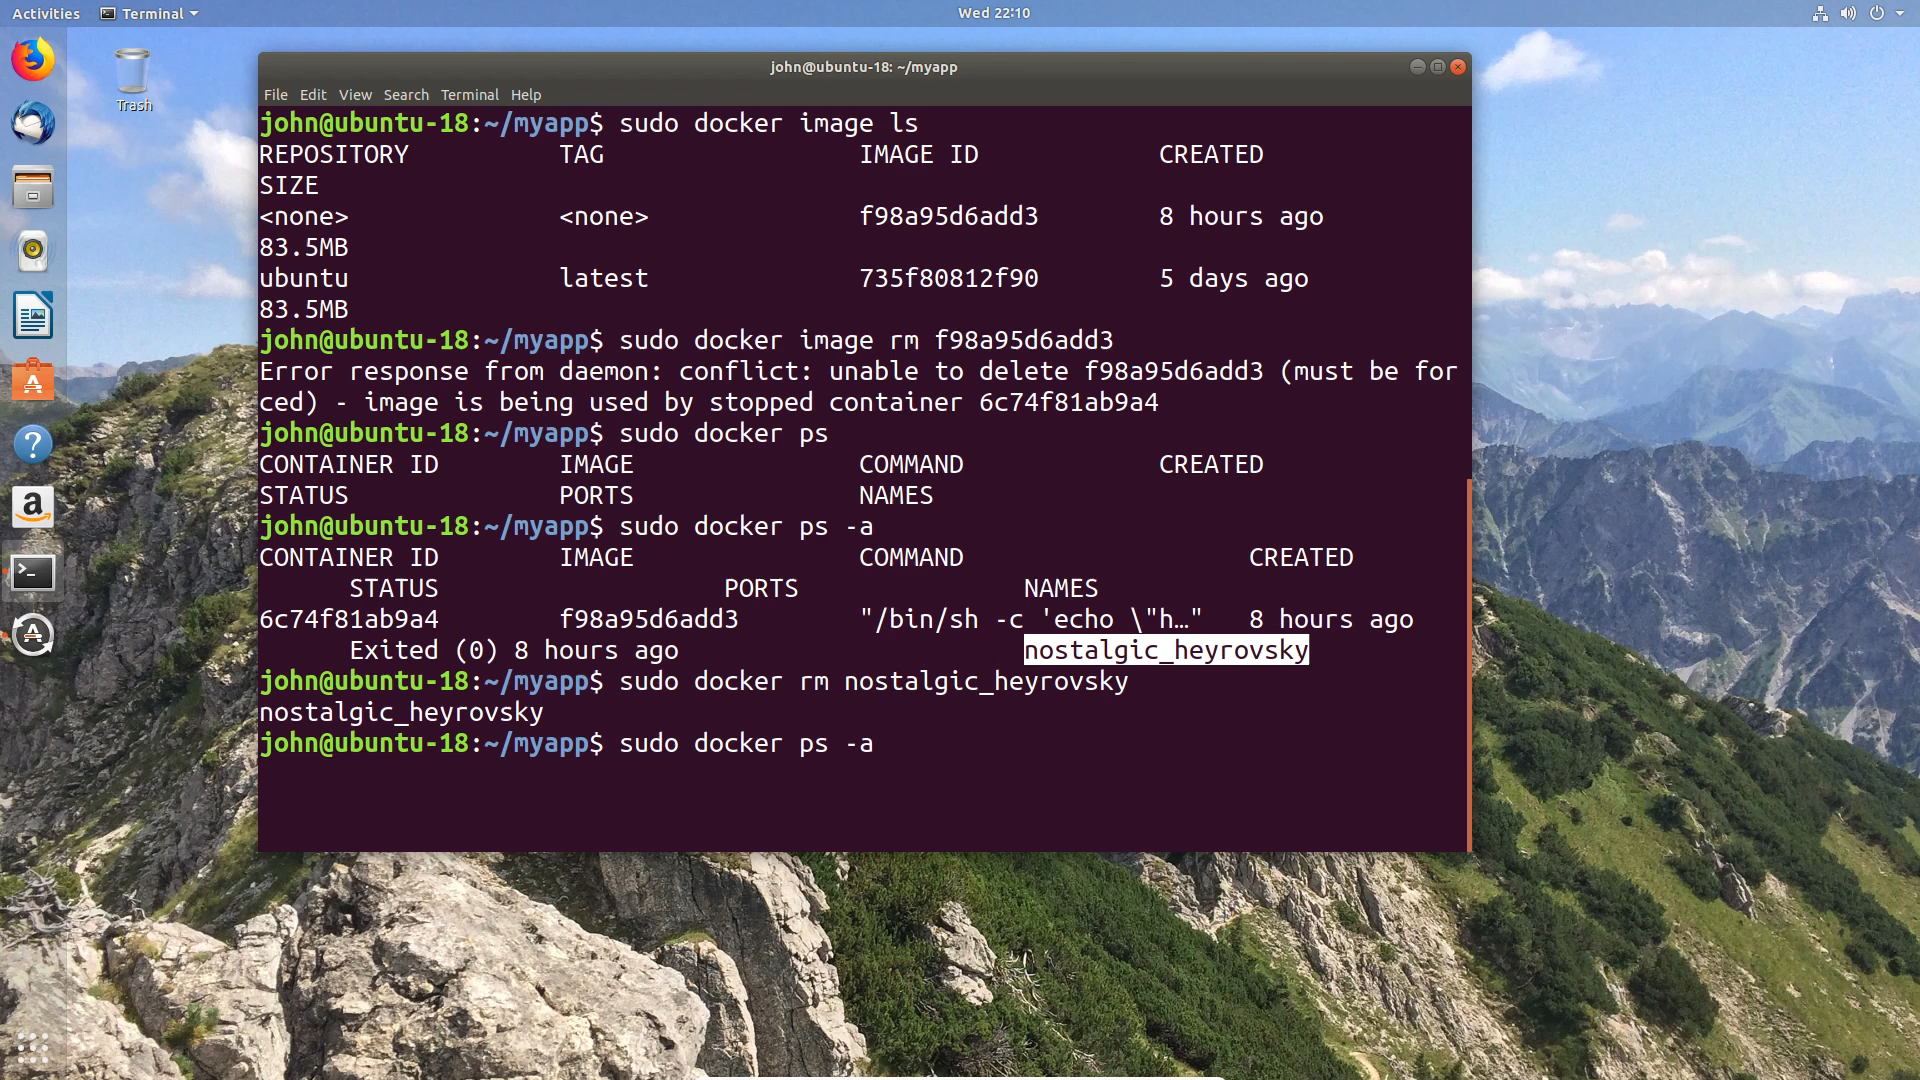 Activities Terminal Wed 22:10
Trash
john@ubuntu-18: ~/myapp
File Edit View Search Terminal Help
john@ubuntu-18:~/myapp$ sudo docker image ls
REPOSITORY TAG IMAGE ID CREATED
SIZE
<none> <none> f98a95d6add3 8 hours ago
83.5MB
ubuntu latest 735f80812f90 5 days ago
83.5MB
john@ubuntu-18:~/myapp$ sudo docker image rm f98a95d6add3
Error response from daemon: conflict: unable to delete f98a95d6add3 (must be for
ced) - image is being used by stopped container 6c74f81ab9a4
john@ubuntu-18:~/myapp$ sudo docker ps
CONTAINER ID IMAGE COMMAND CREATED
STATUS PORTS NAMES
john@ubuntu-18:~/myapp$ sudo docker ps -a
CONTAINER ID IMAGE COMMAND CREATED
STATUS PORTS NAMES
6c74f81ab9a4 f98a95d6add3 "/bin/sh -c 'echo \"h…" 8 hours ago
Exited (0) 8 hours ago nostalgic_heyrovsky
john@ubuntu-18:~/myapp$ sudo docker rm nostalgic_heyrovsky
nostalgic_heyrovsky
john@ubuntu-18:~/myapp$ sudo docker ps -a